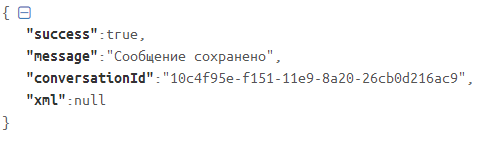 {
"success":true,
"message":"Сообщение сохранено",
"conversationId":"10c4f95e-f151-11e9-8a20-26cb0d216ac9",
"xml":null
}